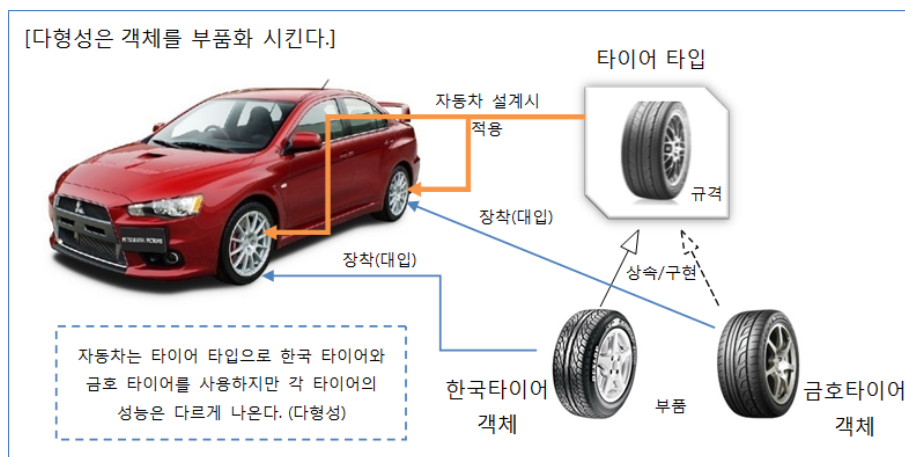 [다형성은 객체를 부품화 시킨다.]
타이어 타입
자동차 설계시
적용
규격
장착(대입)
장착(대입)
상속/구현
자동차는 타이어 타입으로 한국 타이어와
금호 타이어를 사용하지만 각 타이어의
성능은 다르게 나온다. (다형성)
한국타이어
객체
부품
금호타이어
객체